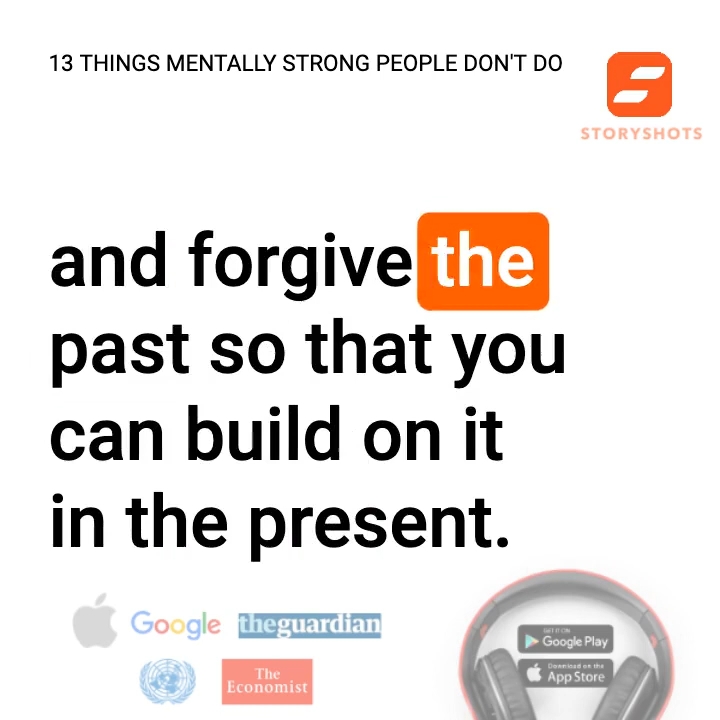 13 THINGS MENTALLY STRONG PEOPLE DON'T DO
STORYSHOTS
and forgive the
past so that you
can build on it
in the present.
Google theguardian
The
Economist
GET IT ON
Google Play
Download on the
App Store